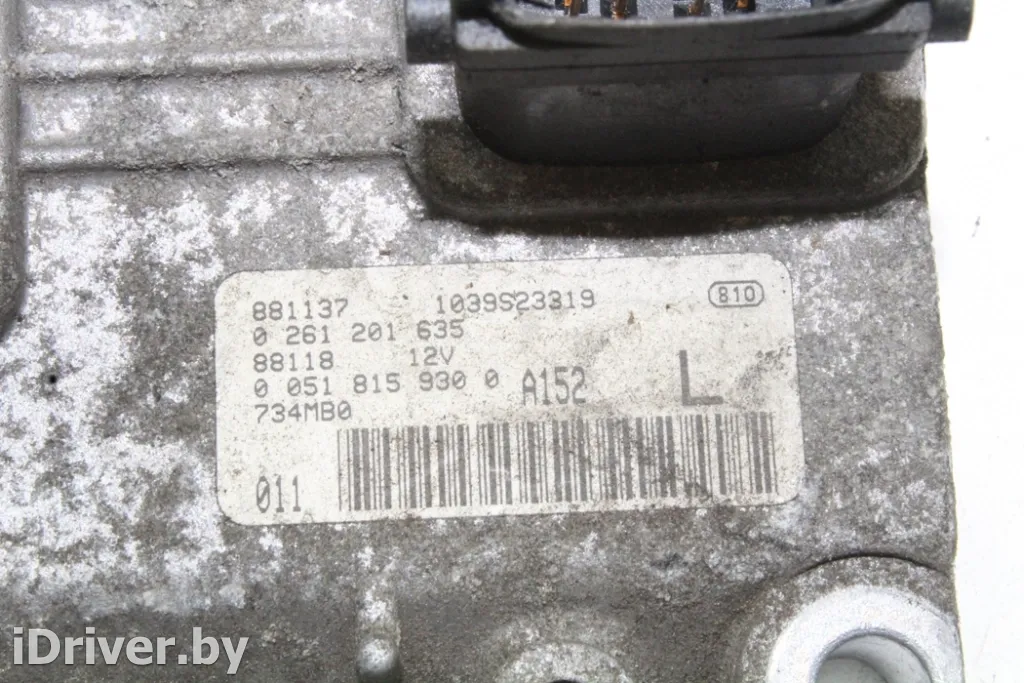 881137 1039S23319 810
0 261 201 635
88118 12V
0 051 815 930 0 A152 L
734MB0
011
iDriver.by